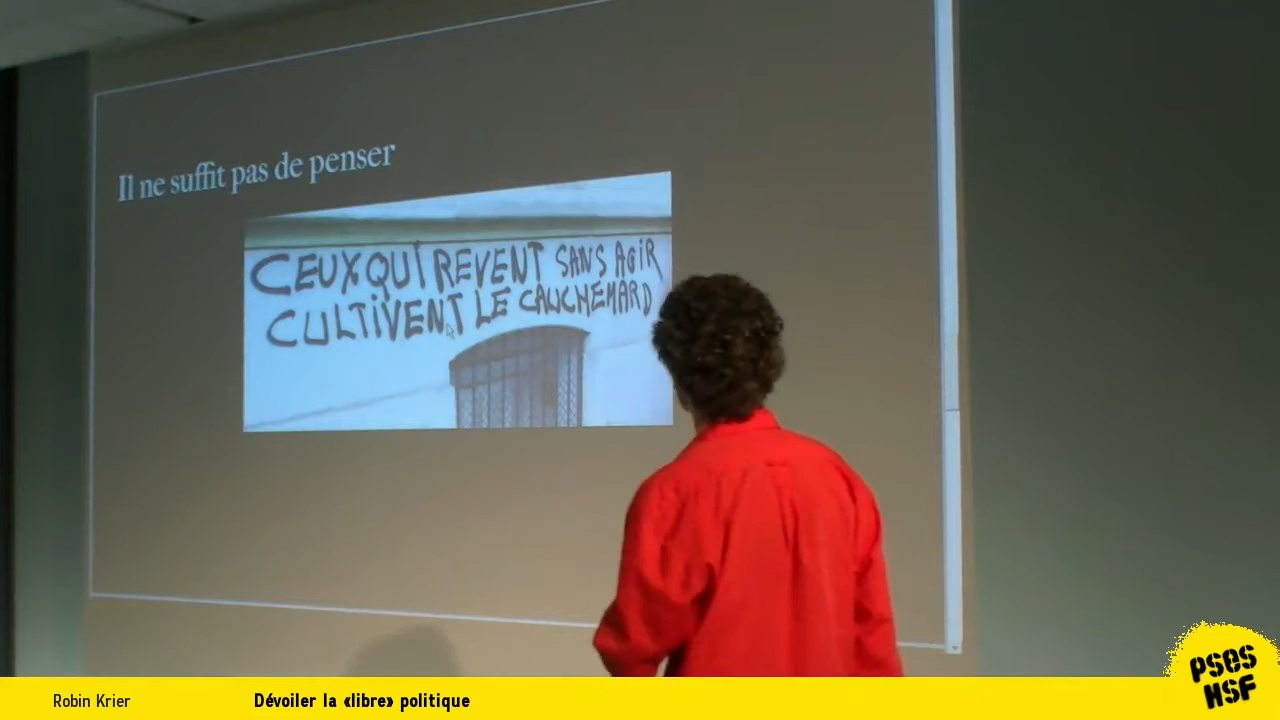 Il ne suffit pas de penser
CEUX QUI REVENT SANS AGIR
CULTIVENT LE CAUCHEMARD
PSES
HSF
Robin Krier
Dévoiler la «libre» politique